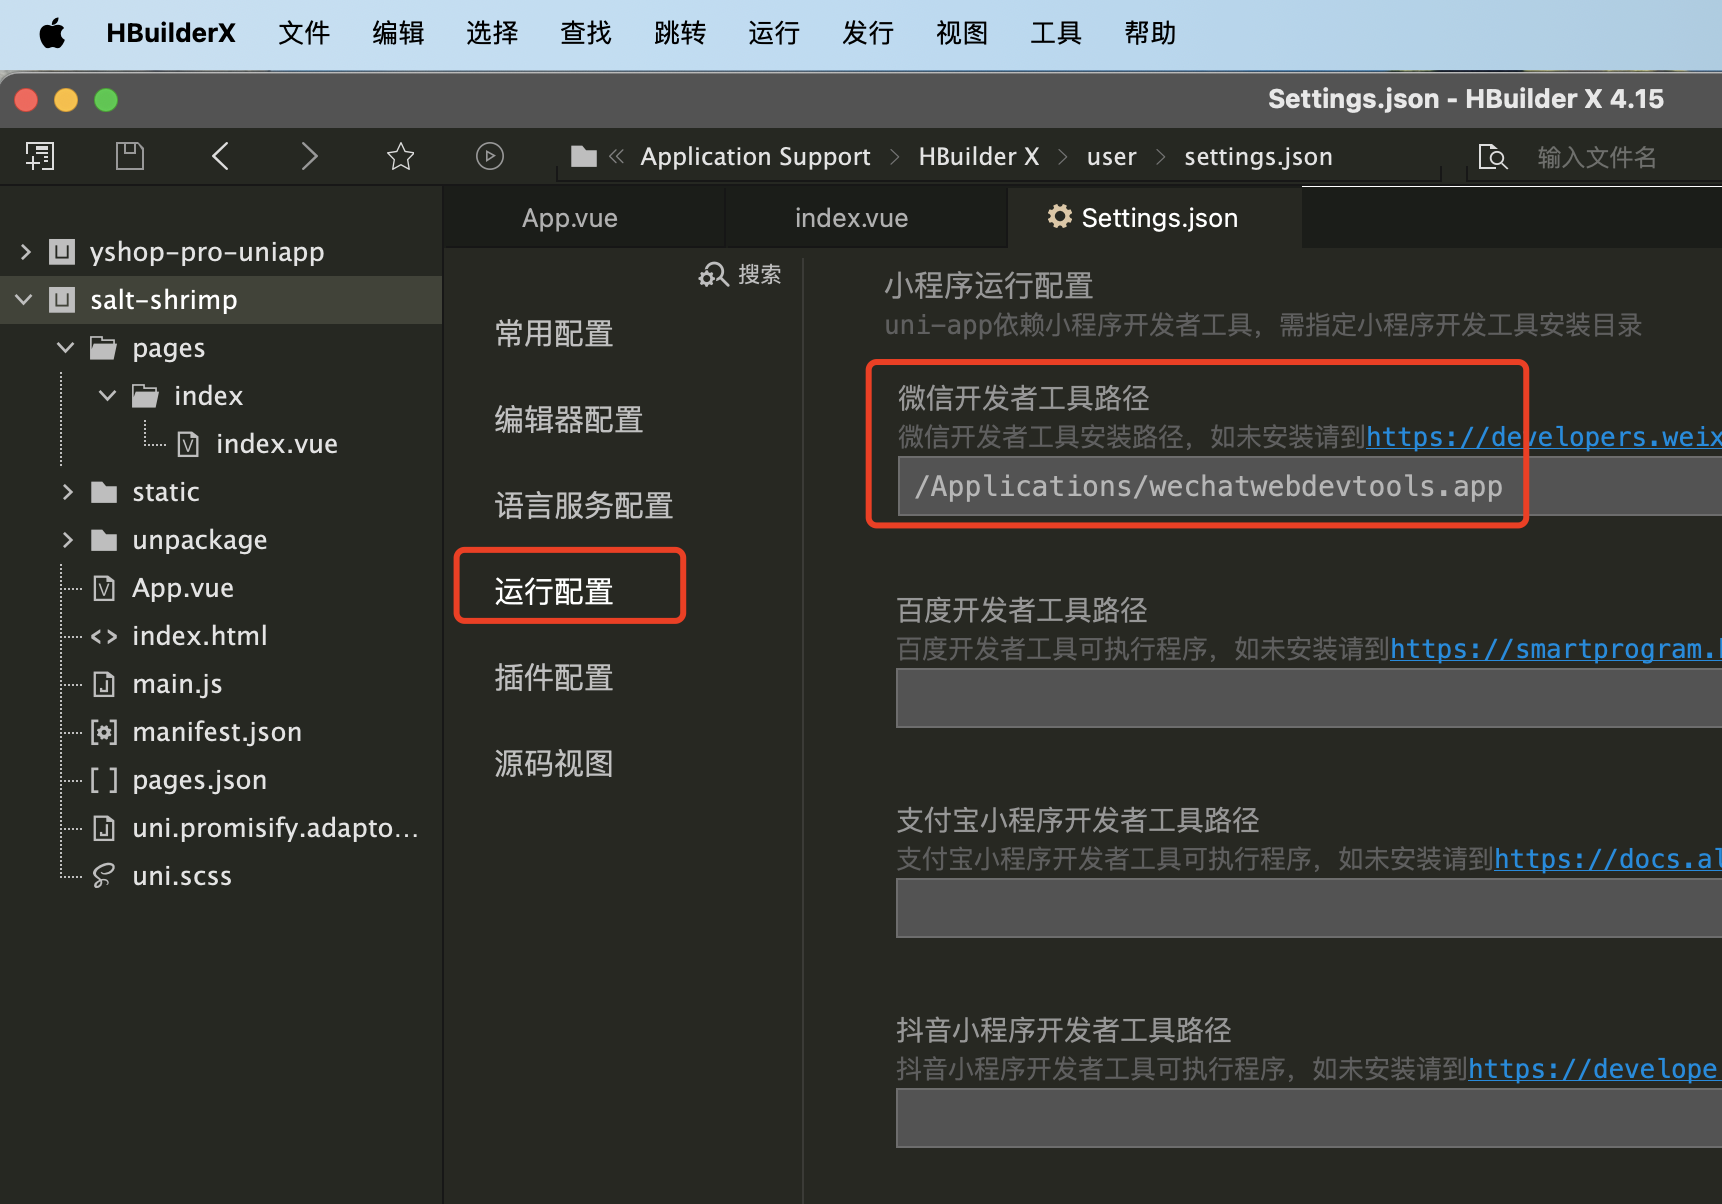 HBuilderX 文件 编辑 选择 查找 跳转 运行 发行 视图 工具 帮助
Settings.json - HBuilder X 4.15
Application Support HBuilder X user settings.json 输入文件名
App.vue index.vue Settings.json
yshop-pro-uniapp
salt-shrimp
pages
index
index.vue
static
unpackage
App.vue
index.html
main.js
manifest.json
pages.json
uni.promisify.adapto...
uni.scss
搜索
常用配置
编辑器配置
语言服务配置
运行配置
插件配置
源码视图
小程序运行配置
uni-app依赖小程序开发者工具，需指定小程序开发工具安装目录
微信开发者工具路径
微信开发者工具安装路径，如未安装请到https://developers.weix
/Applications/wechatwebdevtools.app
百度开发者工具路径
百度开发者工具可执行程序，如未安装请到https://smartprogram.
支付宝小程序开发者工具路径
支付宝小程序开发者工具可执行程序，如未安装请到https://docs.al
抖音小程序开发者工具路径
抖音小程序开发者工具可执行程序，如未安装请到https://develope